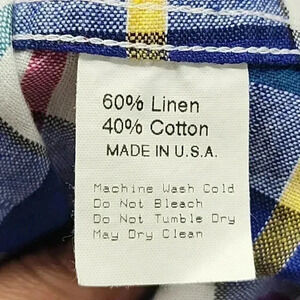 60% Linen
40% Cotton
MADE IN U.S.A.
Machine Wash Cold
Do Not Bleach
Do Not Tumble Dry
May Dry Clean